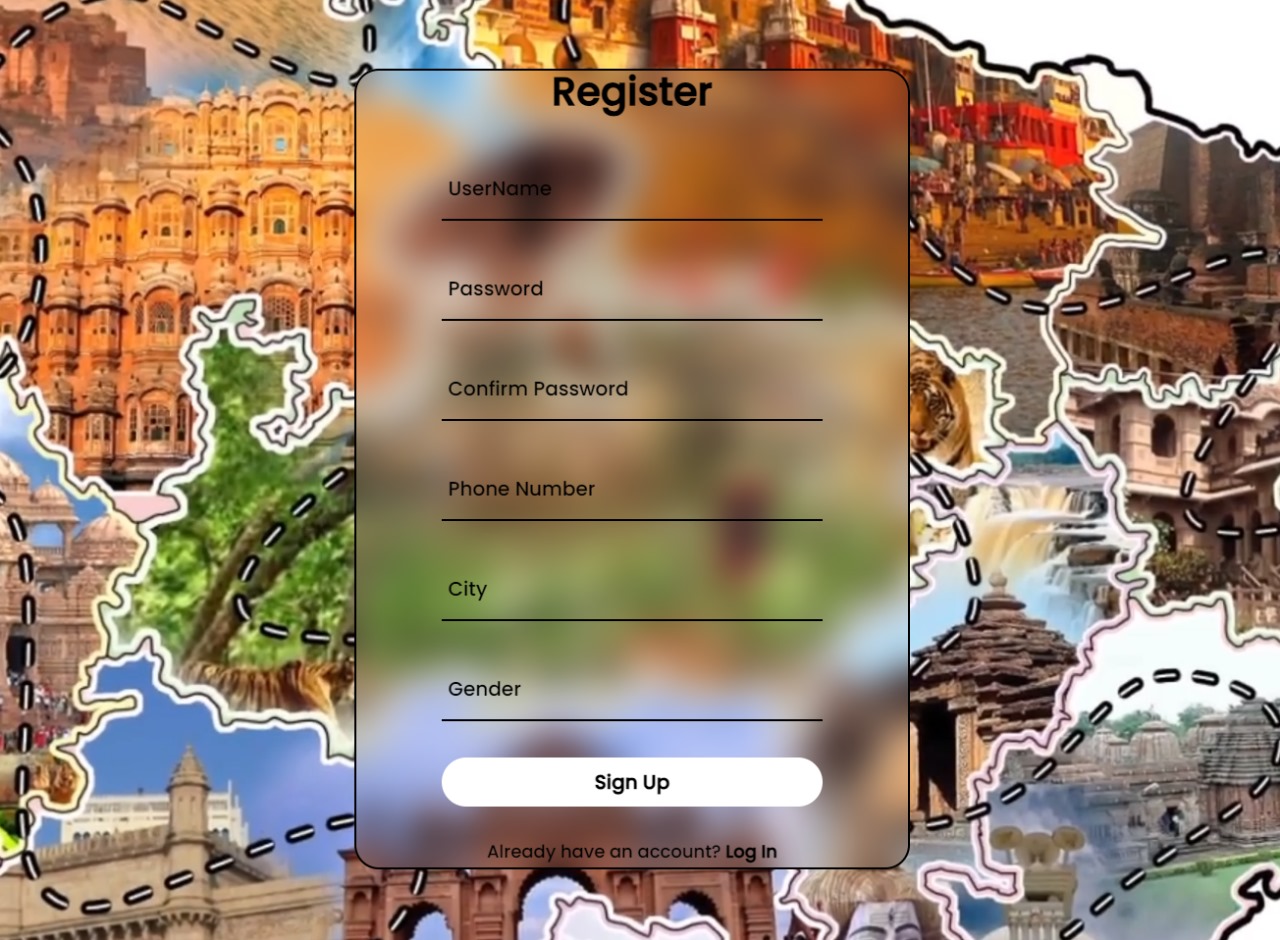 Register
UserName
Password
Confirm Password
Phone Number
City
Gender
Sign Up
Already have an account? Log In